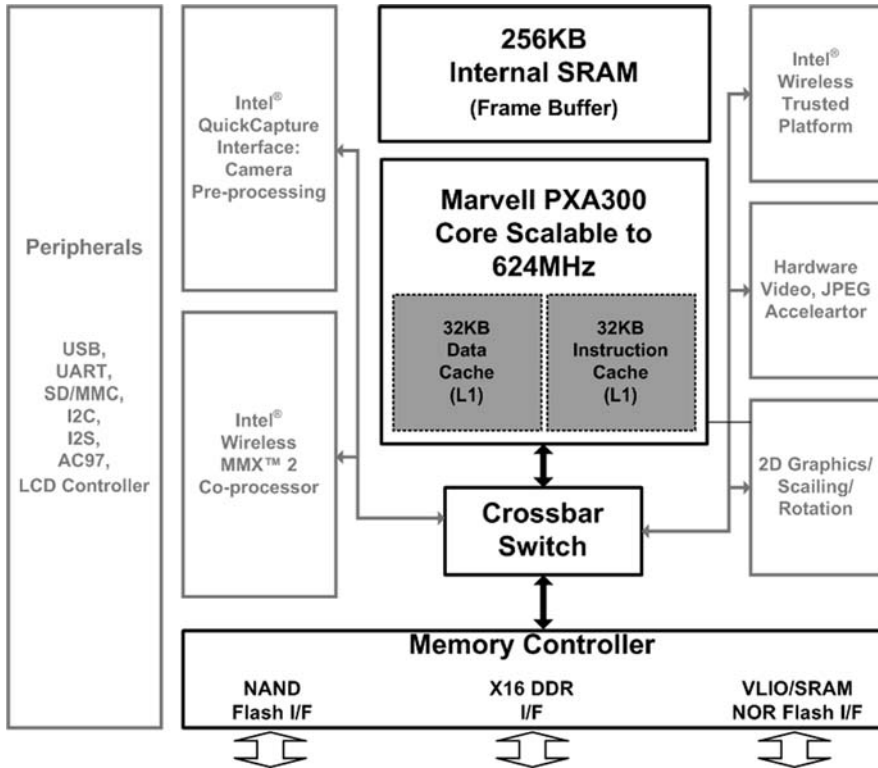 Peripherals
USB,
UART,
SD/MMC,
I2C,
I2S,
AC97,
LCD Controller
Intel®
QuickCapture
Interface:
Camera
Pre-processing
Intel®
Wireless
MMX™ 2
Co-processor
256KB
Internal SRAM
(Frame Buffer)
Marvell PXA300
Core Scalable to
624MHz
32KB
Data
Cache
(L1)
32KB
Instruction
Cache
(L1)
Crossbar
Switch
Intel®
Wireless
Trusted
Platform
Hardware
Video, JPEG
Acceleartor
2D Graphics/
Scailing/
Rotation
Memory Controller
NAND
Flash I/F
X16 DDR
I/F
VLIO/SRAM
NOR Flash I/F